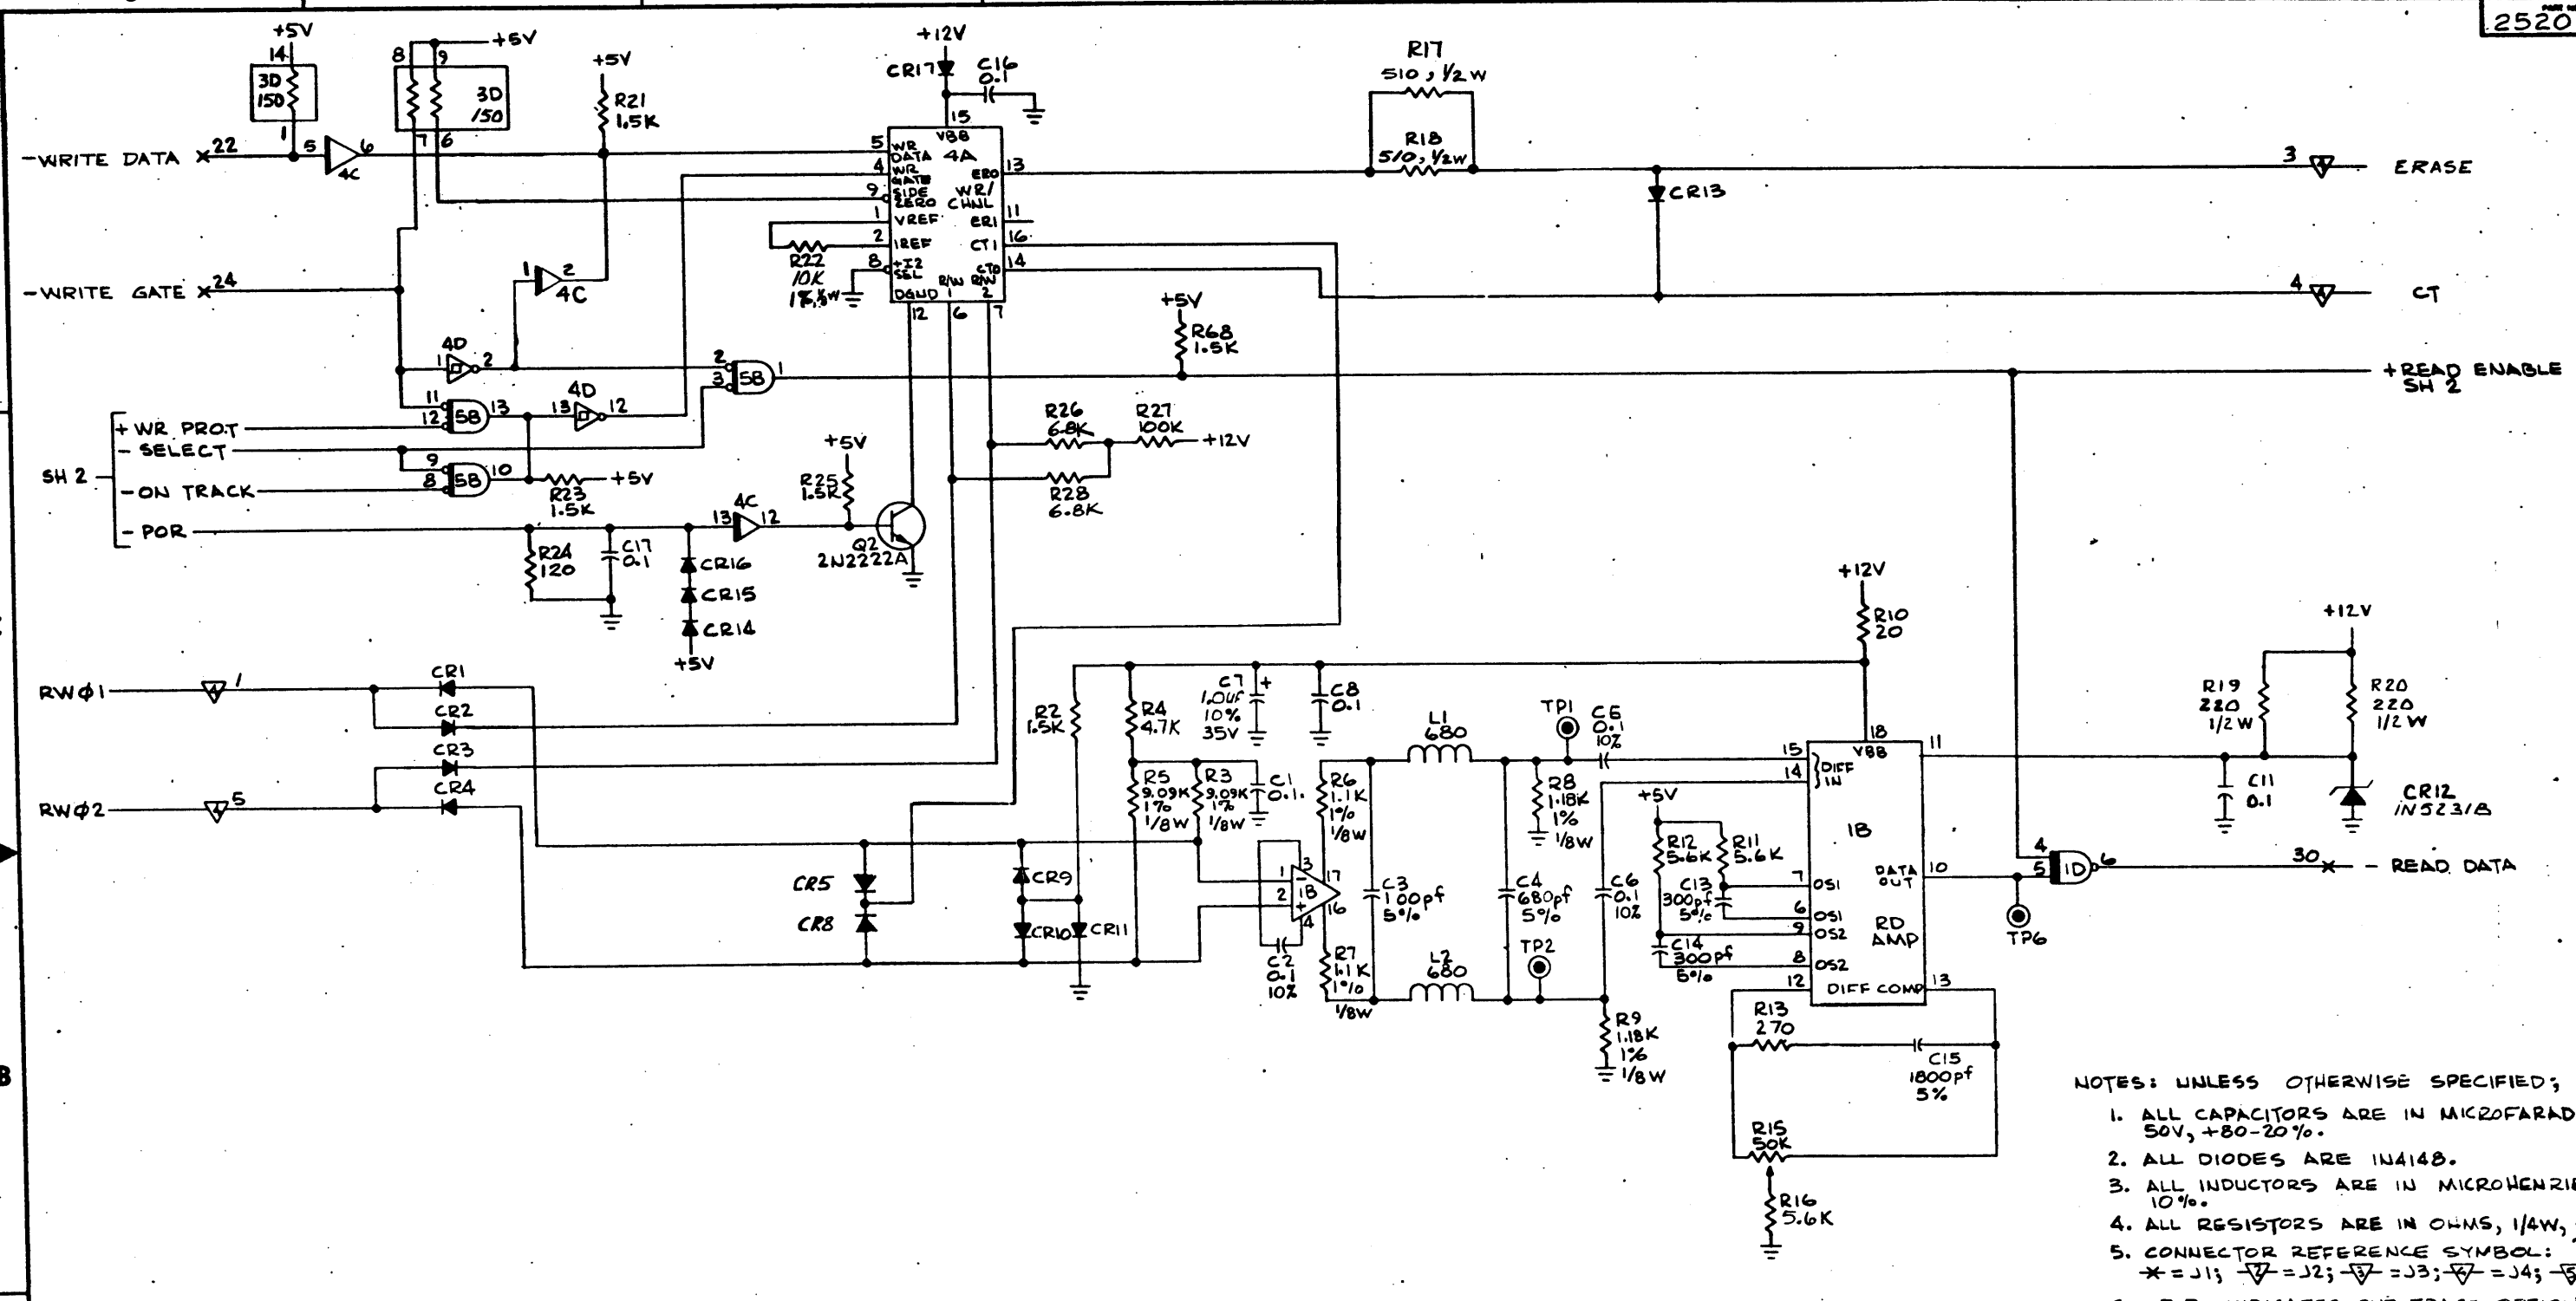 2520
+5V
14
3D
150
1
8
9
+5V
3D
150
7
6
+5V
R21
1.5K
-WRITE DATA
22
5
6
4C
-WRITE GATE
24
1
2
4C
4D
1
2
11
12
5B
13
4D
13
12
2
3
5B
1
SH 2
+ WR PROT
- SELECT
- ON TRACK
- POR
9
8
5B
10
R23
1.5K
+5V
R24
120
C17
0.1
CR16
CR15
CR14
+5V
13
4C
12
+5V
R25
1.5K
Q2
2N2222A
+12V
CR17
C16
0.1
15
VBB
4A
5
WR
DATA
4
WR
GATE
9
SIDE
ZERO
WR/
CHNL
1
VREF
2
IREF
8
+I2
SEL
DGND
12
R/W
1
6
R/W
2
7
ER0
13
ER1
11
CT1
16
CT0
14
R22
10K
1%, 1/8W
R17
510, 1/2W
R18
510, 1/2W
CR13
3
ERASE
4
CT
+5V
R68
1.5K
+READ ENABLE
SH 2
R26
6.8K
R27
100K
+12V
R28
6.8K
RWØ1
1
CR1
CR2
CR3
RWØ2
5
CR4
CR5
CR8
CR9
CR10
CR11
R2
1.5K
R4
4.7K
C7
1.0uf
10%
35V
+
C8
0.1
R5
9.09K
1%
1/8W
R3
9.09K
1%
1/8W
C1
0.1
1
2
3
4
1B
17
16
C2
0.1
10%
R6
1.1K
1%
1/8W
R7
1.1K
1%
1/8W
C3
100pf
5%
L1
680
L2
680
C4
680pf
5%
TP1
TP2
C5
0.1
10%
R8
1.18K
1%
1/8W
C6
0.1
10%
R9
1.18K
1%
1/8W
+12V
R10
20
18
VBB
15
14
DIFF
IN
1B
+5V
R12
5.6K
R11
5.6K
C13
300pf
5%
C14
300pf
5%
7
OS1
6
OS1
9
OS2
8
OS2
RD
AMP
DATA
OUT
10
11
12
DIFF COMP
13
R13
270
C15
1800pf
5%
R15
50K
R16
5.6K
+12V
R19
220
1/2W
R20
220
1/2W
C11
0.1
CR12
1N5231B
4
5
1D
6
30
- READ DATA
TP6
B
NOTES: UNLESS OTHERWISE SPECIFIED;
1. ALL CAPACITORS ARE IN MICROFARAD
50V, +80-20%.
2. ALL DIODES ARE 1N4148.
3. ALL INDUCTORS ARE IN MICROHENRIE
10%.
4. ALL RESISTORS ARE IN OHMS, 1/4W,
5. CONNECTOR REFERENCE SYMBOL:
= J1; = J2; = J3; = J4;